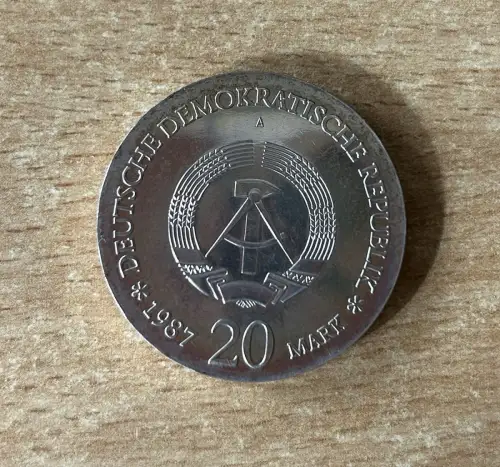 DEUTSCHE DEMOKRATISCHE REPUBLIK
A
* 1987 20 MARK *